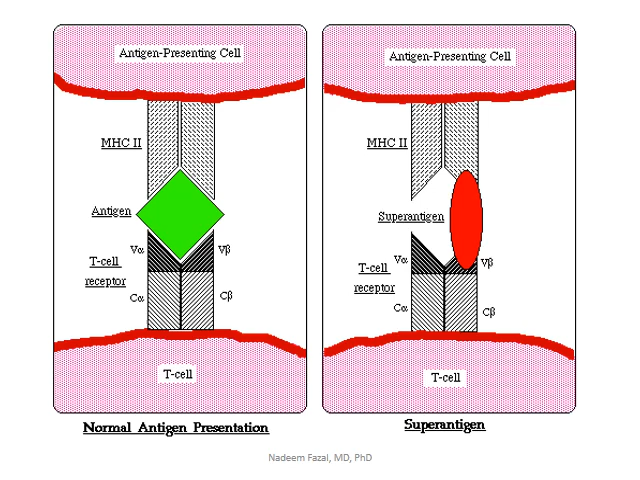 Antigen-Presenting Cell
MHC II
Antigen
Vα
Vβ
T-cell
receptor
Cα
Cβ
T-cell
Normal Antigen Presentation
Antigen-Presenting Cell
MHC II
Superantigen
Vα
Vβ
T-cell
receptor
Cα
Cβ
T-cell
Superantigen
Nadeem Fazal, MD, PhD